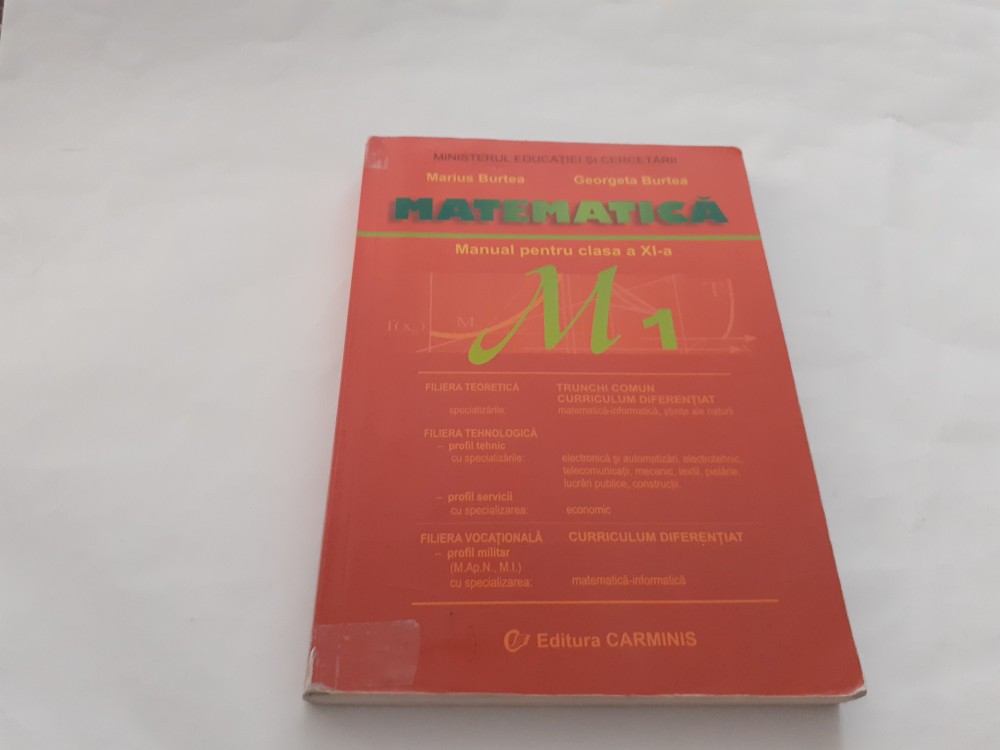 MINISTERUL EDUCAȚIEI ȘI CERCETĂRII
Marius Burtea Georgeta Burtea
MATEMATICĂ
Manual pentru clasa a XI-a
M 1
f(x₀) M T
FILIERA TEORETICĂ TRUNCHI COMUN
CURRICULUM DIFERENȚIAT
specializările: matematică-informatică, științe ale naturii
FILIERA TEHNOLOGICĂ
– profil tehnic
cu specializările: electronică și automatizări, electrotehnic,
telecomunicații, mecanic, textil, pielărie,
lucrări publice, construcții.
– profil servicii
cu specializarea: economic
FILIERA VOCAȚIONALĂ CURRICULUM DIFERENȚIAT
– profil militar
(M.Ap.N., M.I.)
cu specializarea: matematică-informatică
Editura CARMINIS